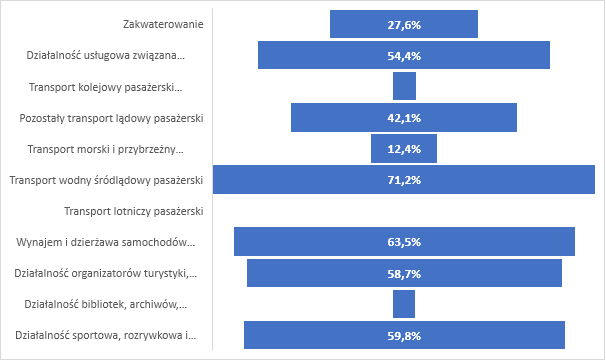 Zakwaterowanie 27,6%
Działalność usługowa związana... 54,4%
Transport kolejowy pasażerski...
Pozostały transport lądowy pasażerski 42,1%
Transport morski i przybrzeżny... 12,4%
Transport wodny śródlądowy pasażerski 71,2%
Transport lotniczy pasażerski
Wynajem i dzierżawa samochodów... 63,5%
Działalność organizatorów turystyki,... 58,7%
Działalność bibliotek, archiwów,...
Działalność sportowa, rozrywkowa i... 59,8%